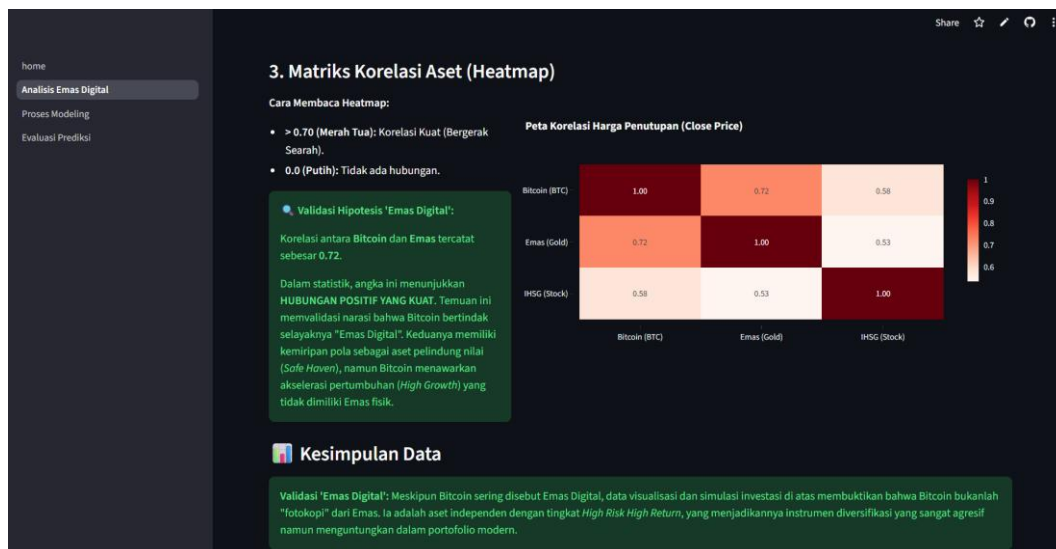 Share
home
Analisis Emas Digital
Proses Modeling
Evaluasi Prediksi
3. Matriks Korelasi Aset (Heatmap)
Cara Membaca Heatmap:
• > 0.70 (Merah Tua): Korelasi Kuat (Bergerak
Searah).
• 0.0 (Putih): Tidak ada hubungan.
🔍 Validasi Hipotesis 'Emas Digital':
Korelasi antara Bitcoin dan Emas tercatat
sebesar 0.72.
Dalam statistik, angka ini menunjukkan
HUBUNGAN POSITIF YANG KUAT. Temuan ini
memvalidasi narasi bahwa Bitcoin bertindak
selayaknya "Emas Digital". Keduanya memiliki
kemiripan pola sebagai aset pelindung nilai
(Safe Haven), namun Bitcoin menawarkan
akselerasi pertumbuhan (High Growth) yang
tidak dimiliki Emas fisik.
Peta Korelasi Harga Penutupan (Close Price)
Bitcoin (BTC) 1.00 0.72 0.58
Emas (Gold) 0.72 1.00 0.53
IHSG (Stock) 0.58 0.53 1.00
Bitcoin (BTC) Emas (Gold) IHSG (Stock)
1
0.9
0.8
0.7
0.6
📊 Kesimpulan Data
Validasi 'Emas Digital': Meskipun Bitcoin sering disebut Emas Digital, data visualisasi dan simulasi investasi di atas membuktikan bahwa Bitcoin bukanlah
"fotokopi" dari Emas. Ia adalah aset independen dengan tingkat High Risk High Return, yang menjadikannya instrumen diversifikasi yang sangat agresif
namun menguntungkan dalam portofolio modern.